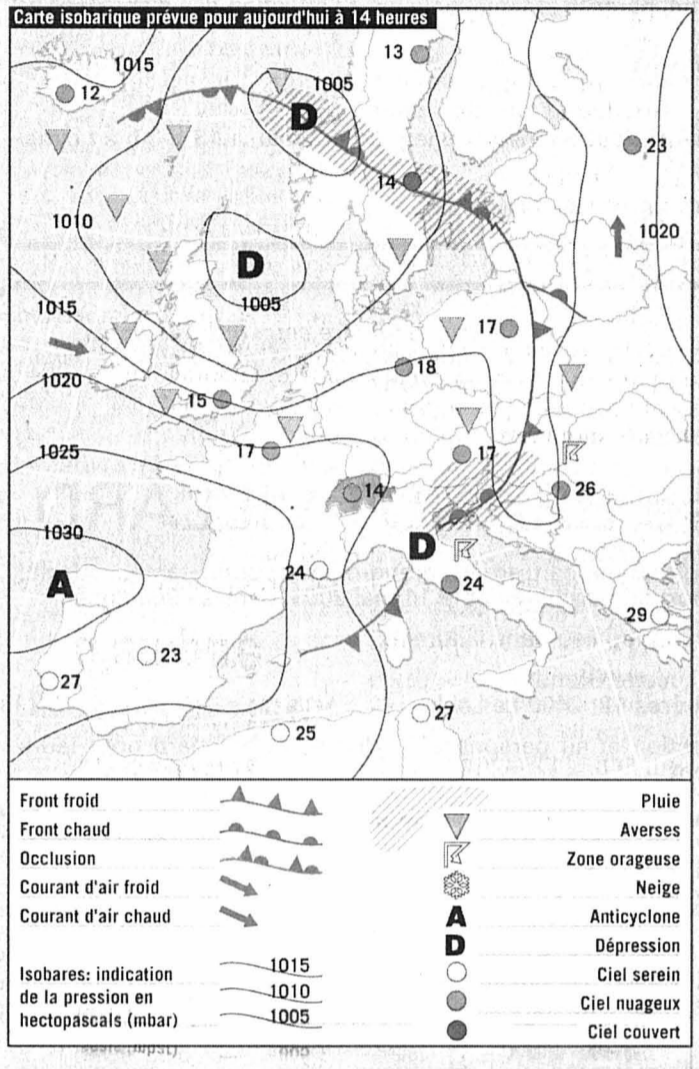 Carte isobarique prévue pour aujourd'hui à 14 heures
1015
13
12
1005
D
23
14
1010
1020
D
1005
1015
17
1020
18
15
17
17
1025
14
26
1030
D
24
24
A
29
23
27
27
25
Front froid
Pluie
Front chaud
Averses
Occlusion
Zone orageuse
Courant d'air froid
Neige
Courant d'air chaud
A
Anticyclone
D
Dépression
Isobares: indication
de la pression en
hectopascals (mbar)
1015
1010
1005
Ciel serein
Ciel nuageux
Ciel couvert